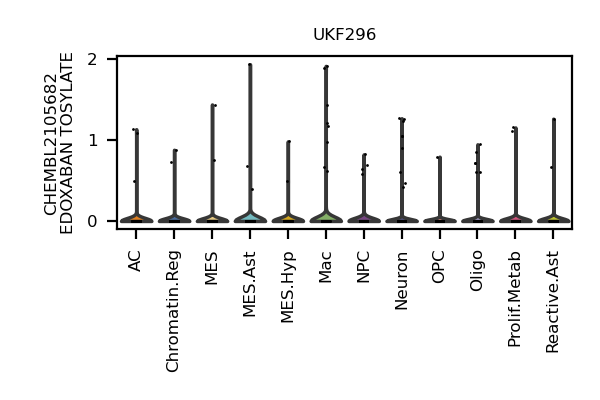 UKF296
CHEMBL2105682
EDOXABAN TOSYLATE
2
1
0
AC
Chromatin.Reg
MES
MES.Ast
MES.Hyp
Mac
NPC
Neuron
OPC
Oligo
Prolif.Metab
Reactive.Ast